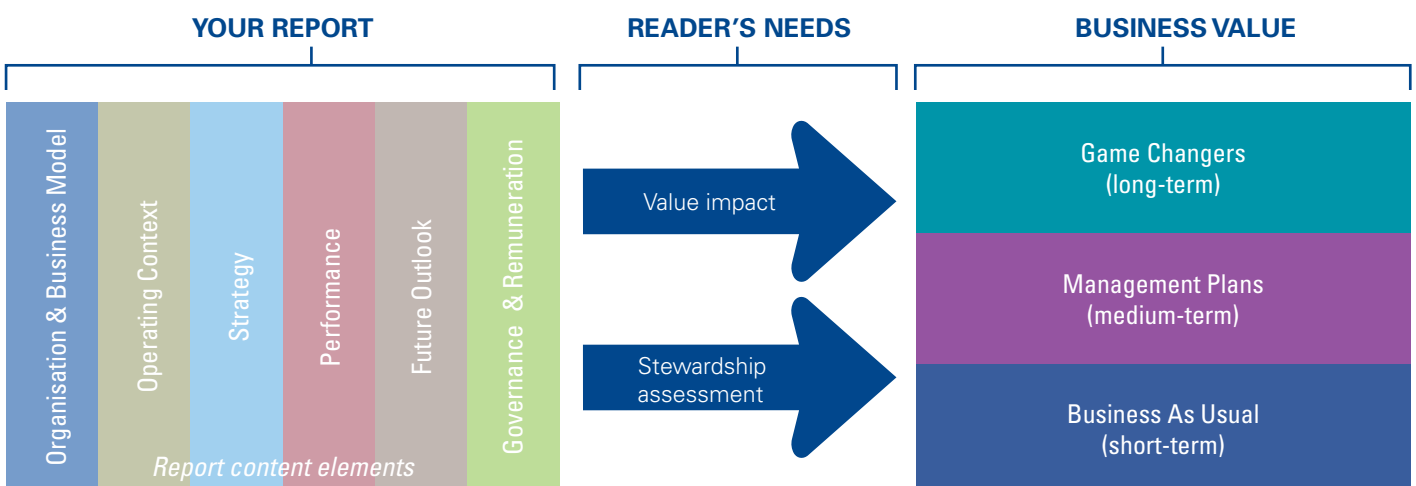 YOUR REPORT
READER'S NEEDS
BUSINESS VALUE
Organisation & Business Model
Operating Context
Strategy
Performance
Future Outlook
Governance & Remuneration
Report content elements
Value impact
Stewardship
assessment
Game Changers
(long-term)
Management Plans
(medium-term)
Business As Usual
(short-term)